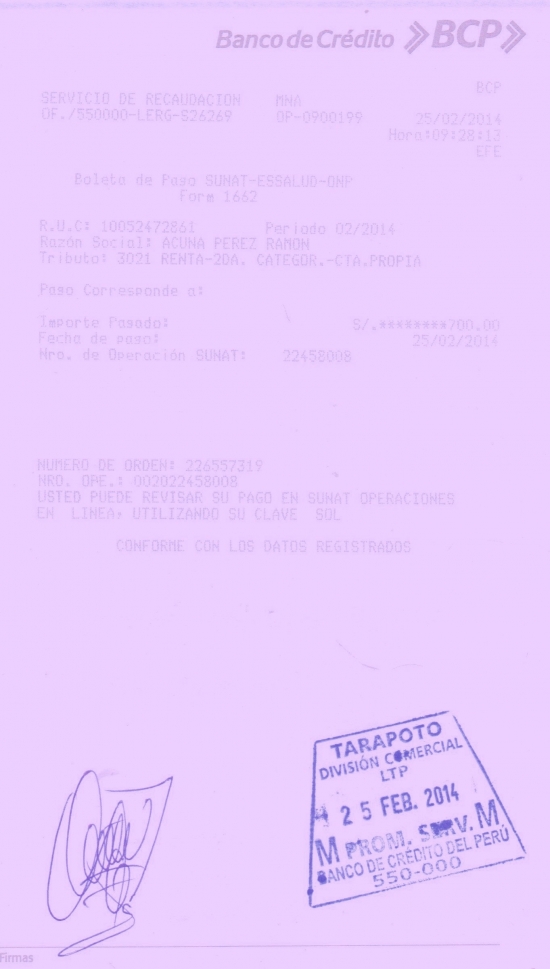 Banco de Crédito BCP
BCP
SERVICIO DE RECAUDACION MNA
OF./550000-LERG-S26269 OP-0900199 25/02/2014
Hora:09:28:13
EFE
Boleta de Pago SUNAT-ESSALUD-ONP
Form 1662
R.U.C: 10052472861 Periodo 02/2014
Razón Social: ACUNA PEREZ RAMON
Tributo: 3021 RENTA-2DA. CATEGOR.-CTA.PROPIA
Pago Corresponde a:
Importe Pagado: S/.********700.00
Fecha de pago: 25/02/2014
Nro. de Operación SUNAT: 22458008
NUMERO DE ORDEN: 226557319
NRO. OPE.: 002022458008
USTED PUEDE REVISAR SU PAGO EN SUNAT OPERACIONES
EN LINEA, UTILIZANDO SU CLAVE SOL
CONFORME CON LOS DATOS REGISTRADOS
TARAPOTO
DIVISIÓN COMERCIAL
LTP
25 FEB. 2014
M PROM. SERV. M
BANCO DE CRÉDITO DEL PERÚ
550-000
Firmas